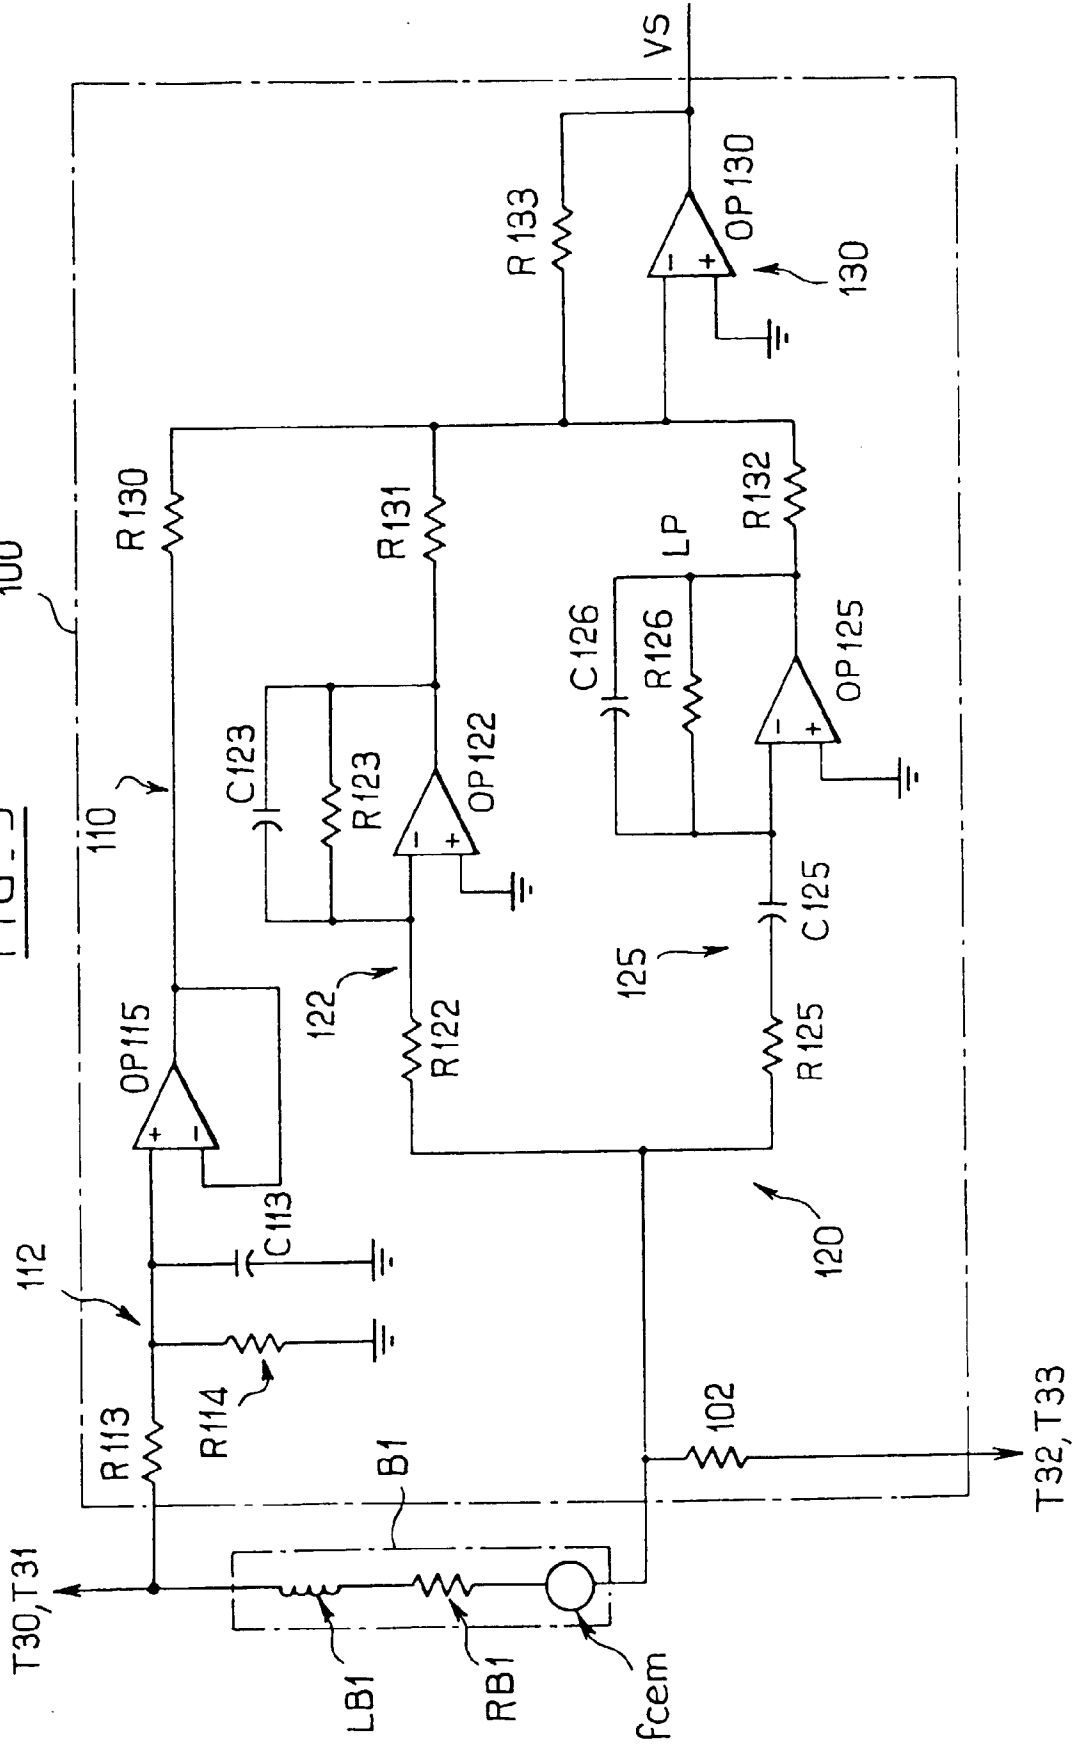 100
110
112
R113
R114
C113
OP115
R130
C123
R123
R131
122
R122
OP122
C126
R126
LP
R132
125
R125
C125
OP125
120
R133
OP130
130
VS
T30,T31
B1
LB1
RB1
fcem
102
T32,T33
+
−
−
+
−
+
−
+